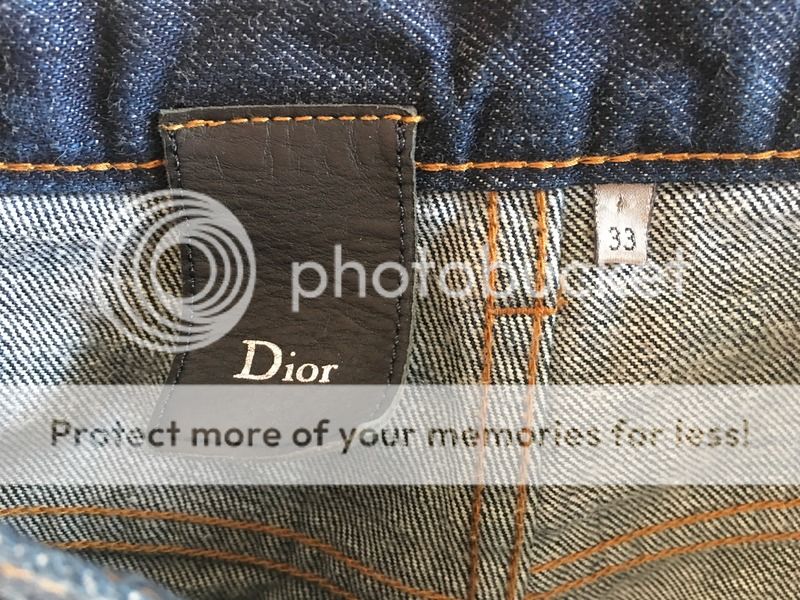 33
photobucket
Dior
Protect more of your memories for less!